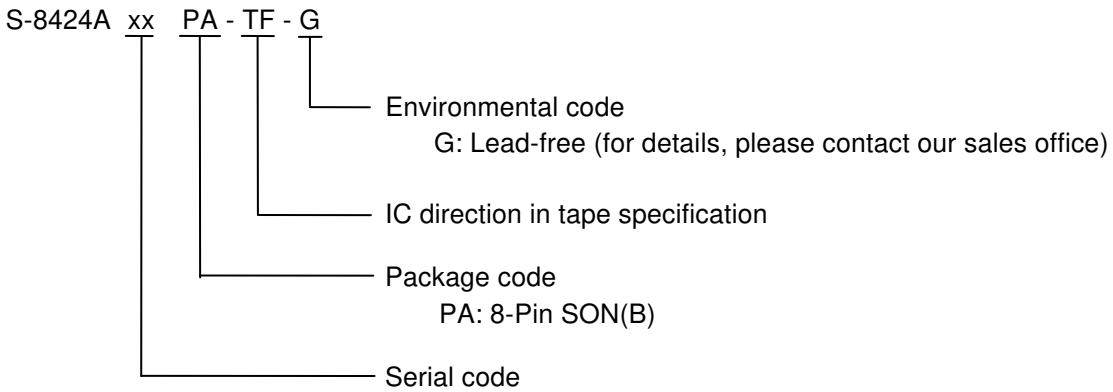 S-8424A xx PA - TF - G
Environmental code
G: Lead-free (for details, please contact our sales office)
IC direction in tape specification
Package code
PA: 8-Pin SON(B)
Serial code